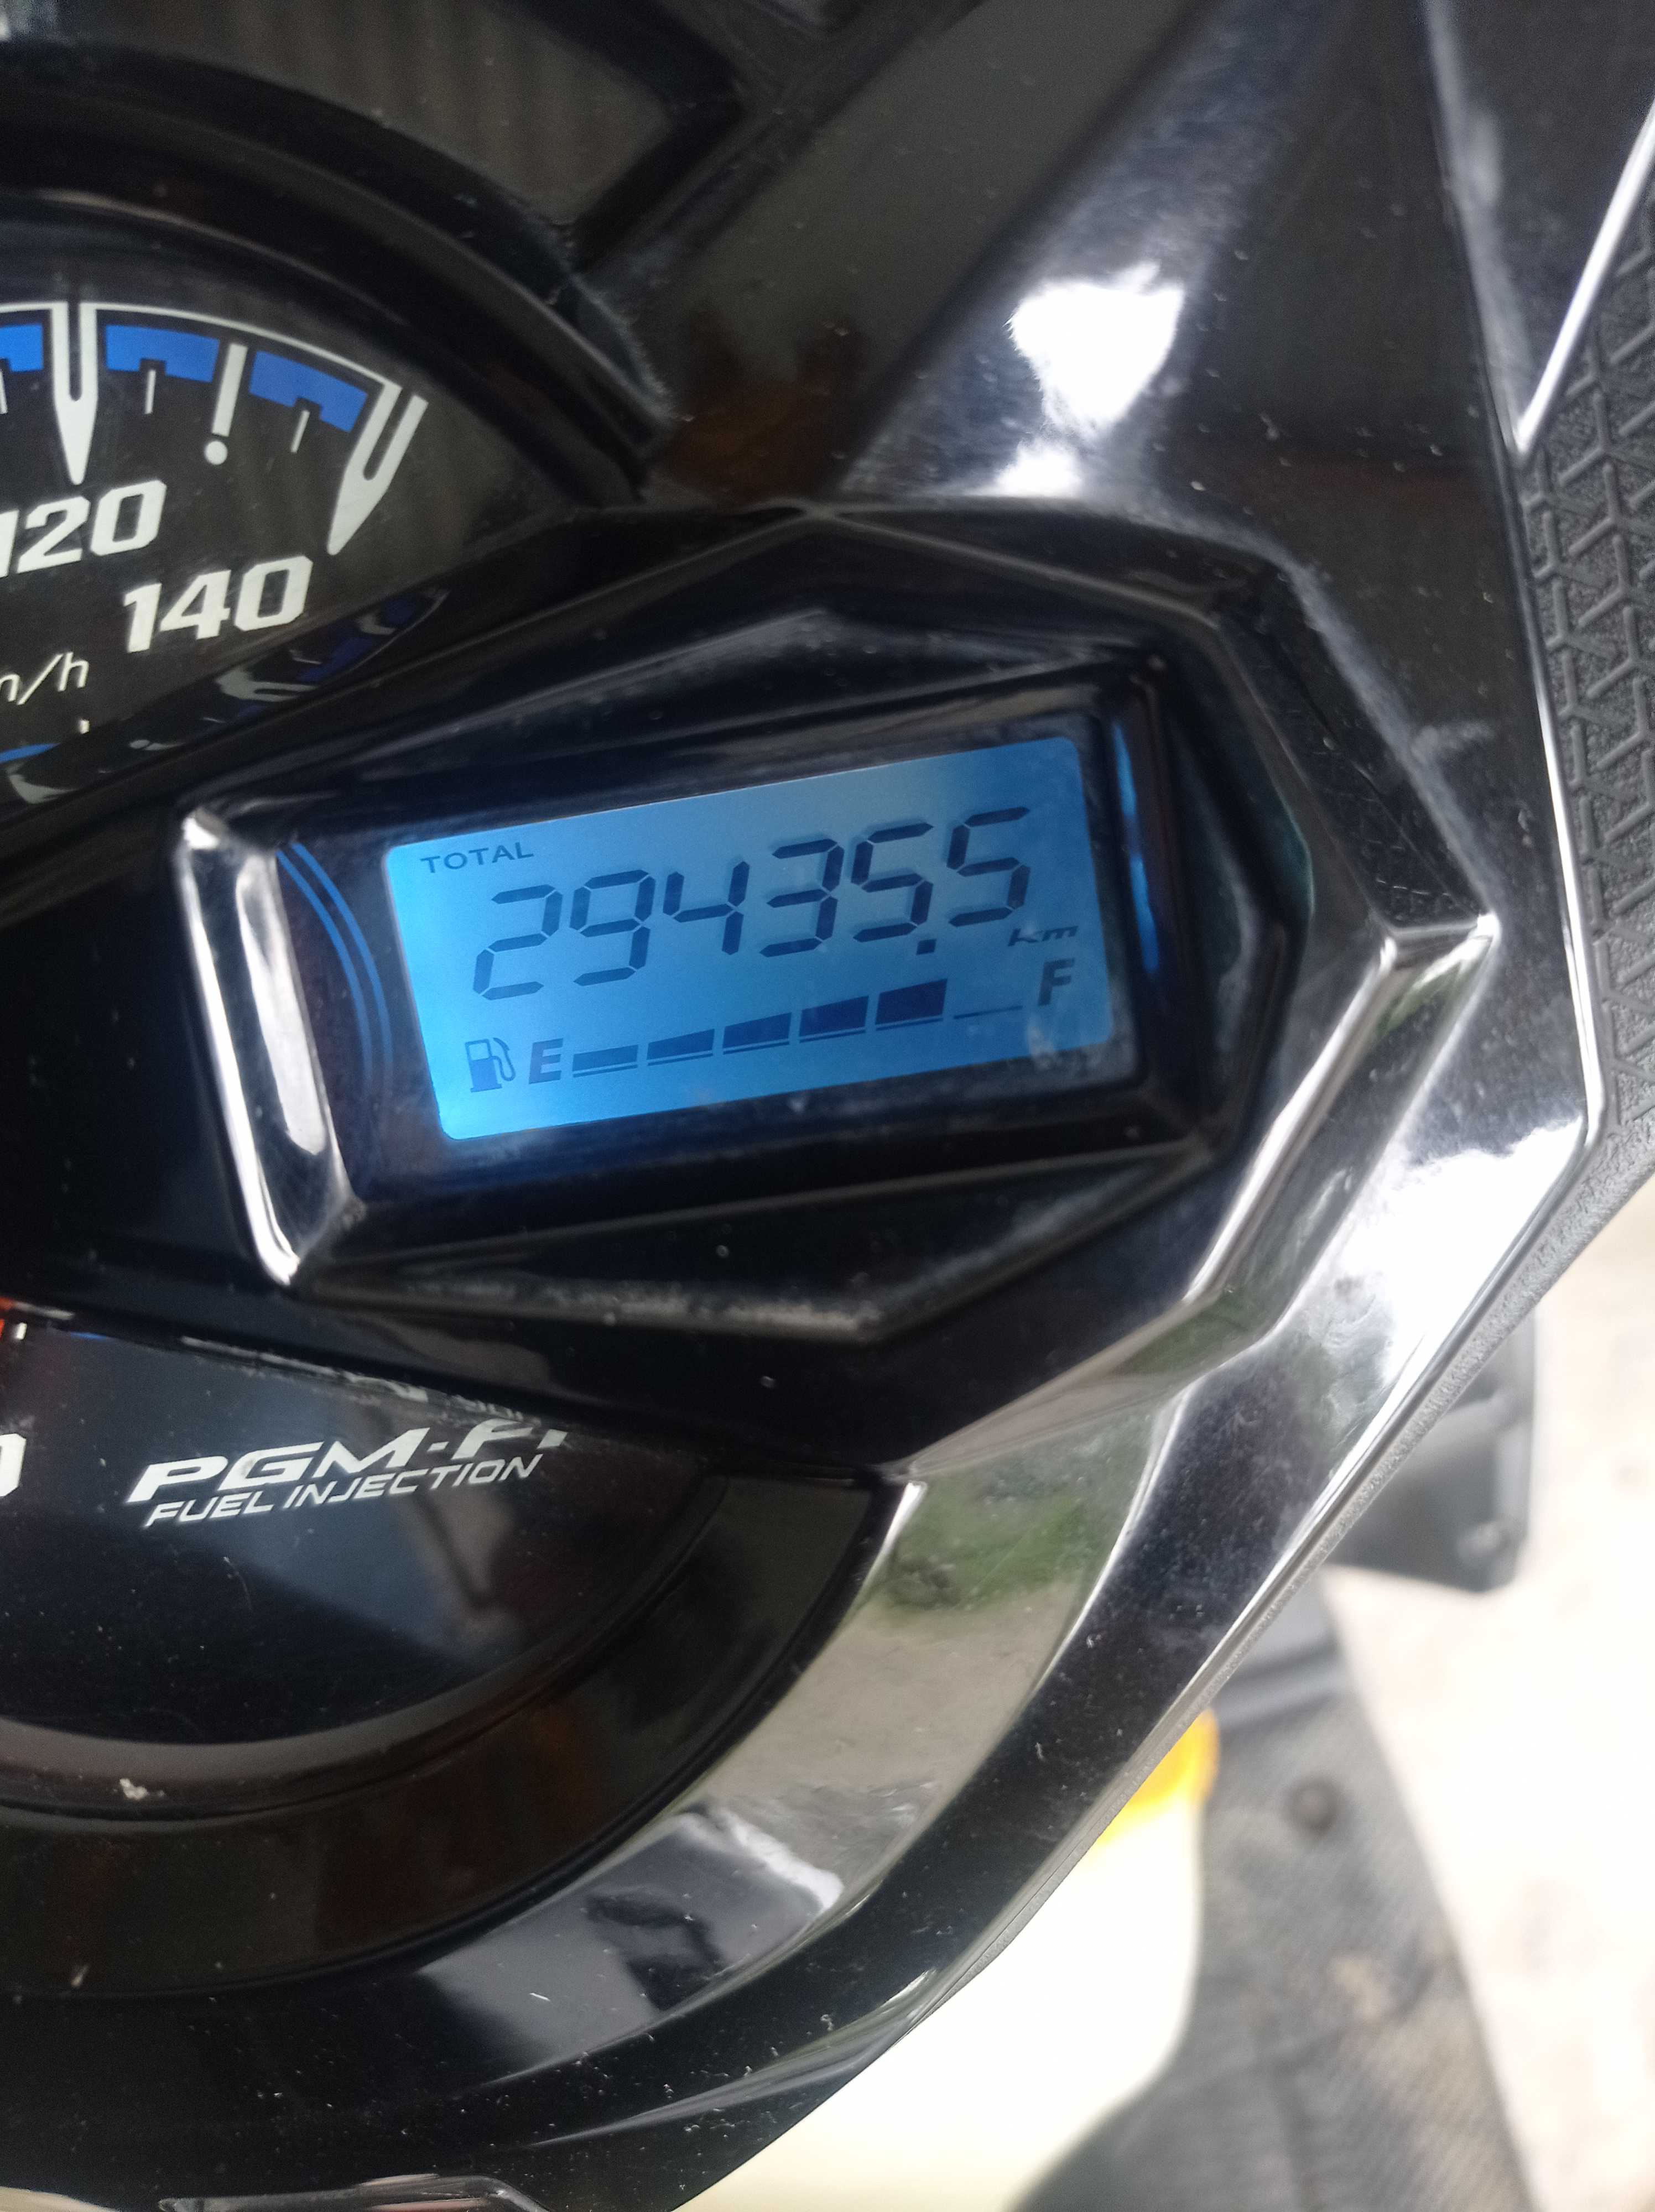 120
140
TOTAL
29435.5
km
E
F
PGM-FI
FUEL INJECTION